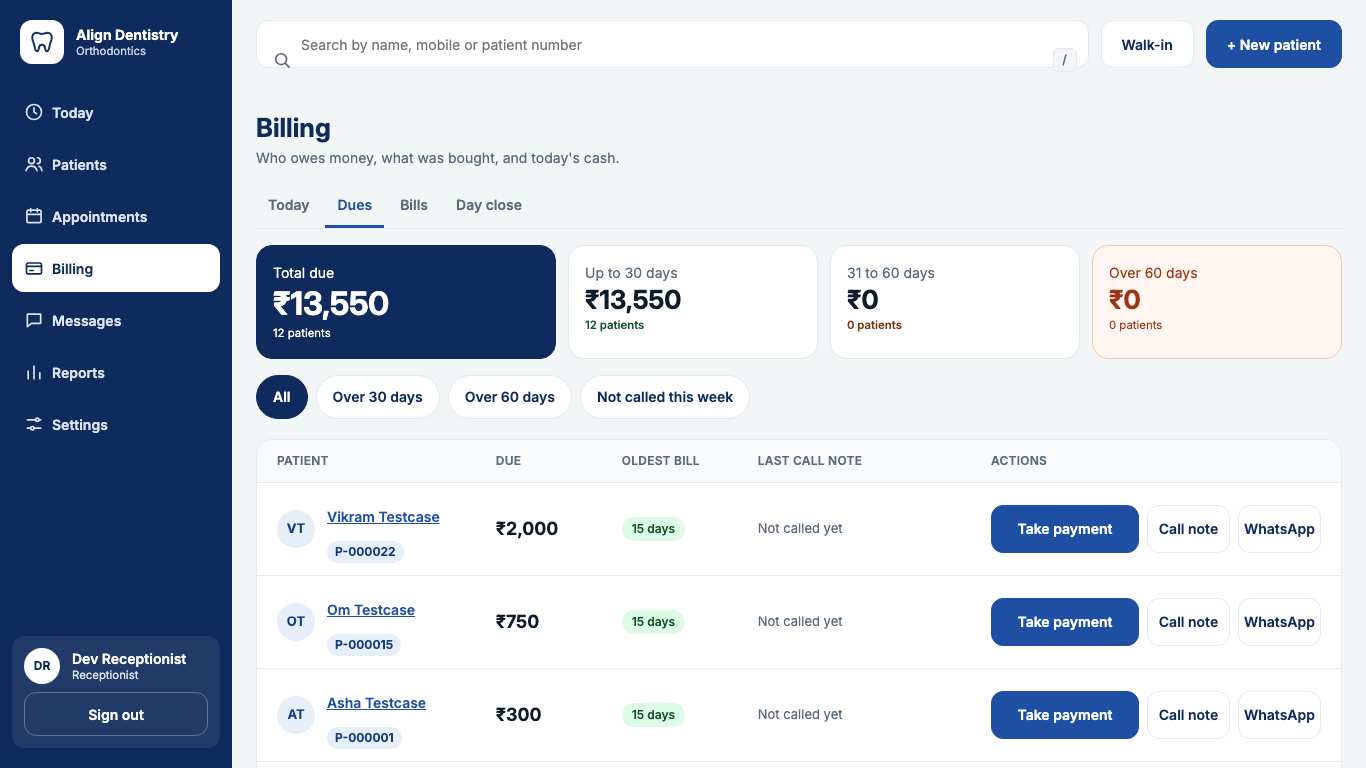 Align Dentistry
Orthodontics
Today
Patients
Appointments
Billing
Messages
Reports
Settings
DR
Dev Receptionist
Receptionist
Sign out
Search by name, mobile or patient number
/
Walk-in
+ New patient
Billing
Who owes money, what was bought, and today's cash.
Today Dues Bills Day close
Total due
₹13,550
12 patients
Up to 30 days
₹13,550
12 patients
31 to 60 days
₹0
0 patients
Over 60 days
₹0
0 patients
All Over 30 days Over 60 days Not called this week
PATIENT DUE OLDEST BILL LAST CALL NOTE ACTIONS
VT Vikram Testcase ₹2,000 15 days Not called yet Take payment Call note WhatsApp
P-000022
OT Om Testcase ₹750 15 days Not called yet Take payment Call note WhatsApp
P-000015
AT Asha Testcase ₹300 15 days Not called yet Take payment Call note WhatsApp
P-000001